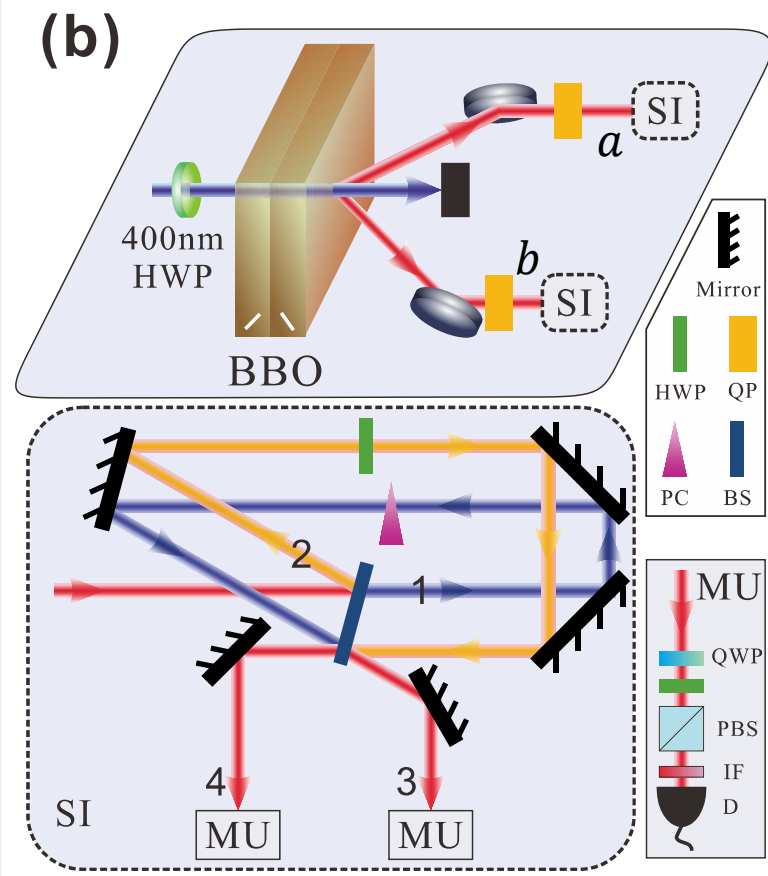 (b)
SI
a
400nm
HWP
b
SI
BBO
Mirror
HWP
QP
PC
BS
2
1
4
3
SI
MU
MU
MU
QWP
PBS
IF
D